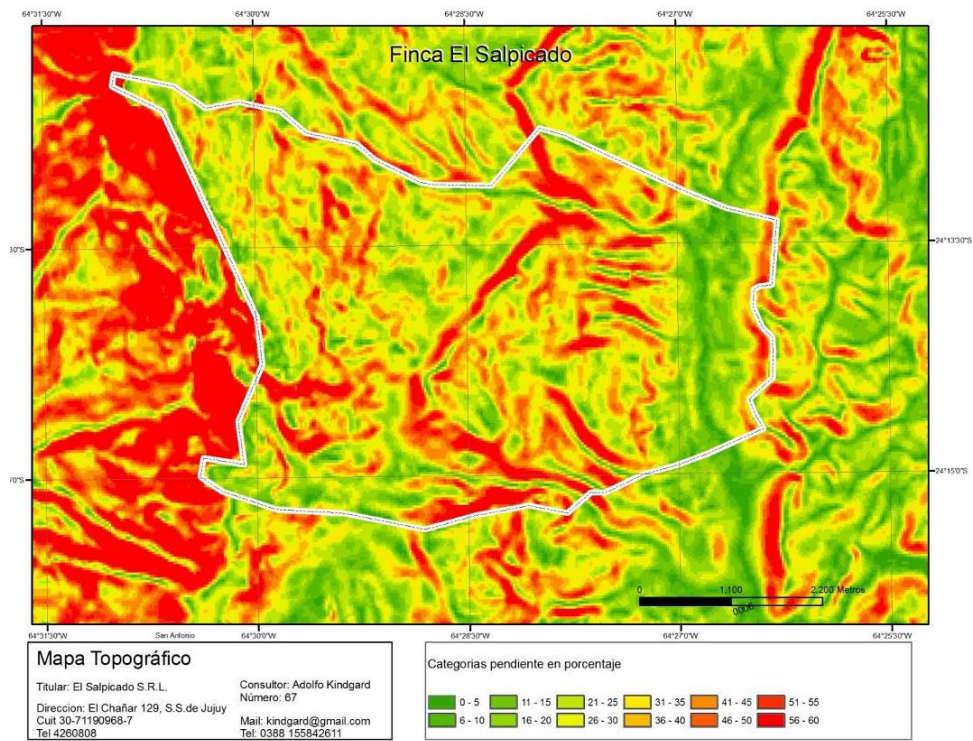 64°31'30"W 64°30'0"W 64°28'30"W 64°27'0"W 64°25'30"W
Finca El Salpicado
30"S 24°13'30"S
24°15'0"S
'0"S
0 1,100 2,200 Metros
0006
64°31'30"W San Antonio 64°30'0"W 64°28'30"W 64°27'0"W 64°25'30"W
Mapa Topográfico
Titular: El Salpicado S.R.L.
Direccion: El Chañar 129, S.S.de Jujuy
Cuit 30-71190968-7
Tel 4260808
Consultor: Adolfo Kindgard
Número: 67
Mail: kindgard@gmail.com
Tel: 0388 155842611
Categorias pendiente en porcentaje
0 - 5 11 - 15 21 - 25 31 - 35 41 - 45 51 - 55
6 - 10 16 - 20 26 - 30 36 - 40 46 - 50 56 - 60